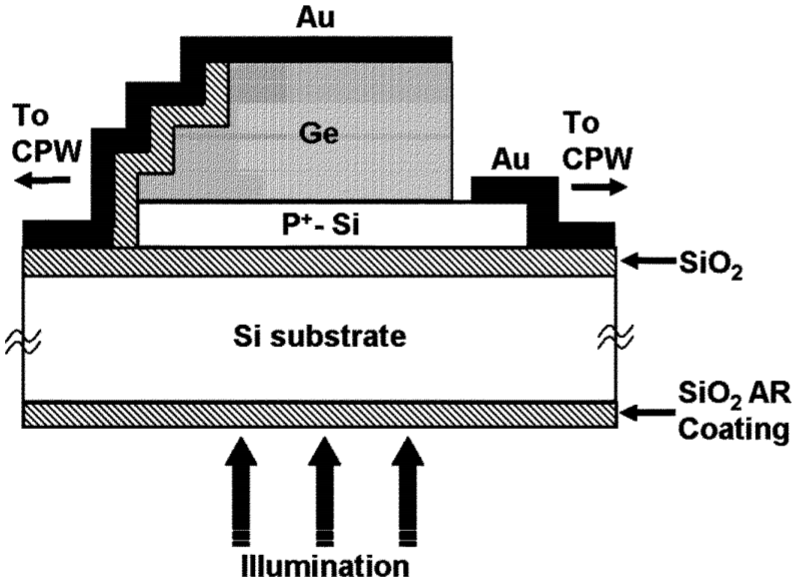 Au
To
CPW
Ge
Au
To
CPW
P⁺- Si
SiO₂
Si substrate
SiO₂ AR
Coating
Illumination